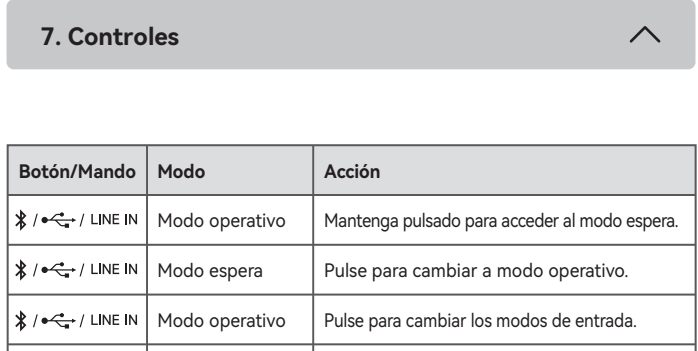 7. Controles
Botón/Mando Modo Acción
/ / LINE IN Modo operativo Mantenga pulsado para acceder al modo espera.
/ / LINE IN Modo espera Pulse para cambiar a modo operativo.
/ / LINE IN Modo operativo Pulse para cambiar los modos de entrada.